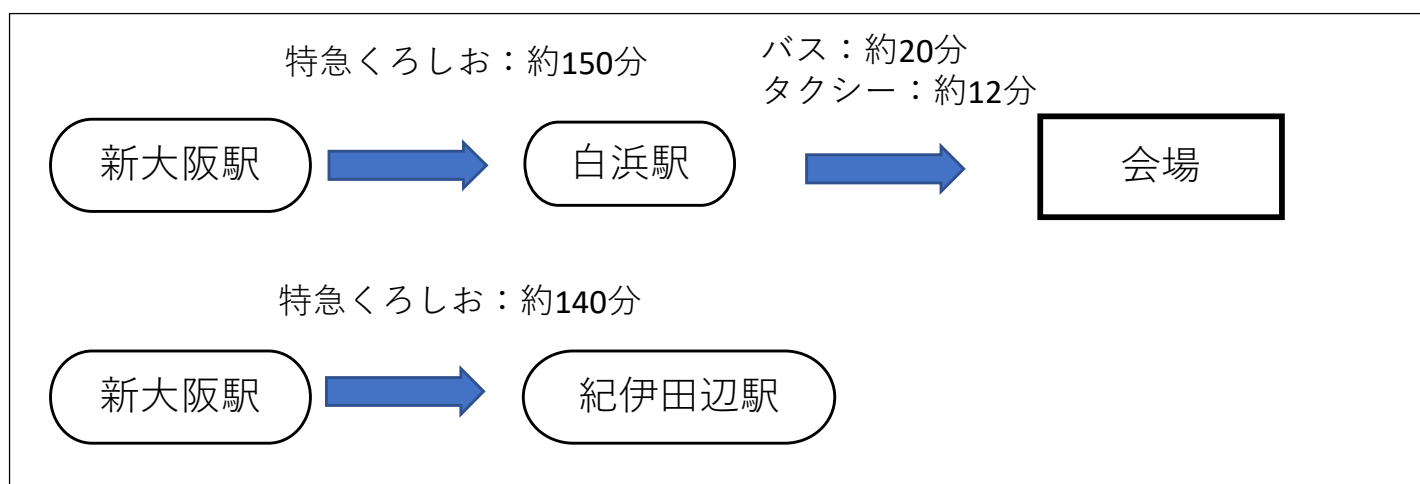 特急くろしお：約150分
バス：約20分
タクシー：約12分
新大阪駅
白浜駅
会場
特急くろしお：約140分
新大阪駅
紀伊田辺駅